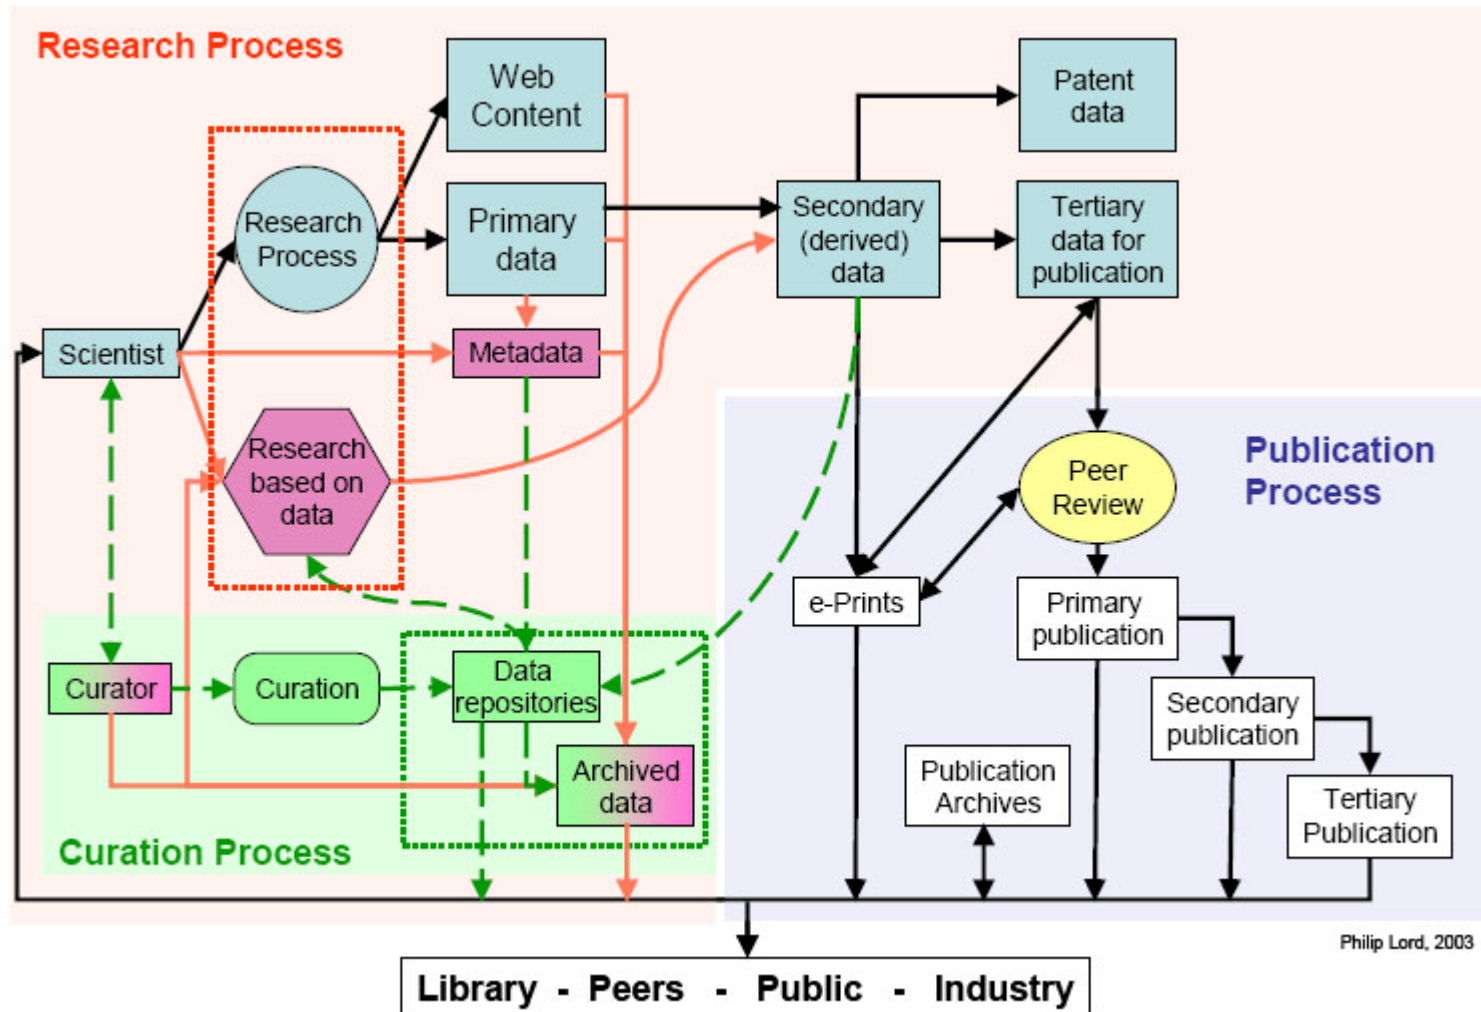 Research Process
Web
Content
Patent
data
Research
Process
Primary
data
Secondary
(derived)
data
Tertiary
data for
publication
Scientist
Metadata
Research
based on
data
Publication
Process
Peer
Review
e-Prints
Primary
publication
Curator
Curation
Data
repositories
Secondary
publication
Archived
data
Publication
Archives
Tertiary
Publication
Curation Process
Philip Lord, 2003
Library - Peers - Public - Industry